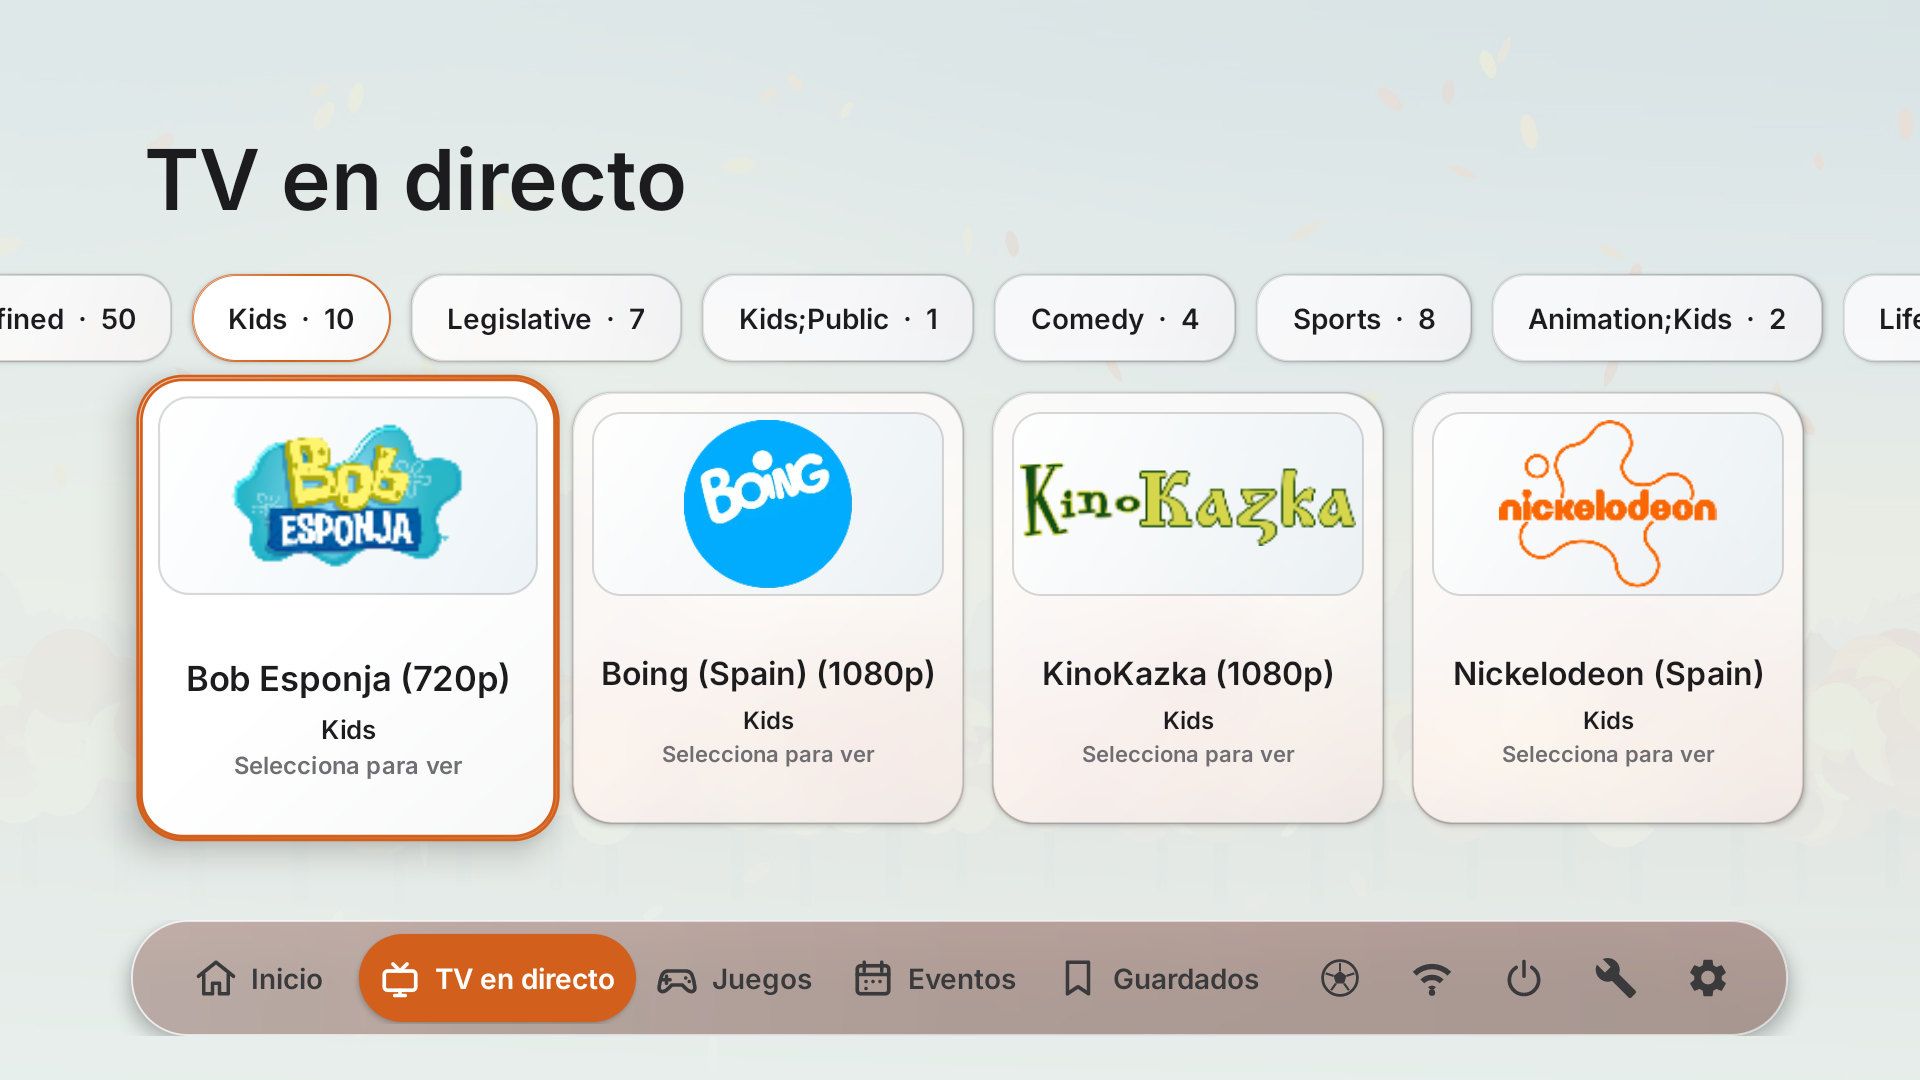 TV en directo
fined · 50
Kids · 10
Legislative · 7
Kids;Public · 1
Comedy · 4
Sports · 8
Animation;Kids · 2
Life
Bob
ESPONJA
BOING
KinoKazka
nickelodeon
Bob Esponja (720p)
Kids
Selecciona para ver
Boing (Spain) (1080p)
Kids
Selecciona para ver
KinoKazka (1080p)
Kids
Selecciona para ver
Nickelodeon (Spain)
Kids
Selecciona para ver
Inicio
TV en directo
Juegos
Eventos
Guardados